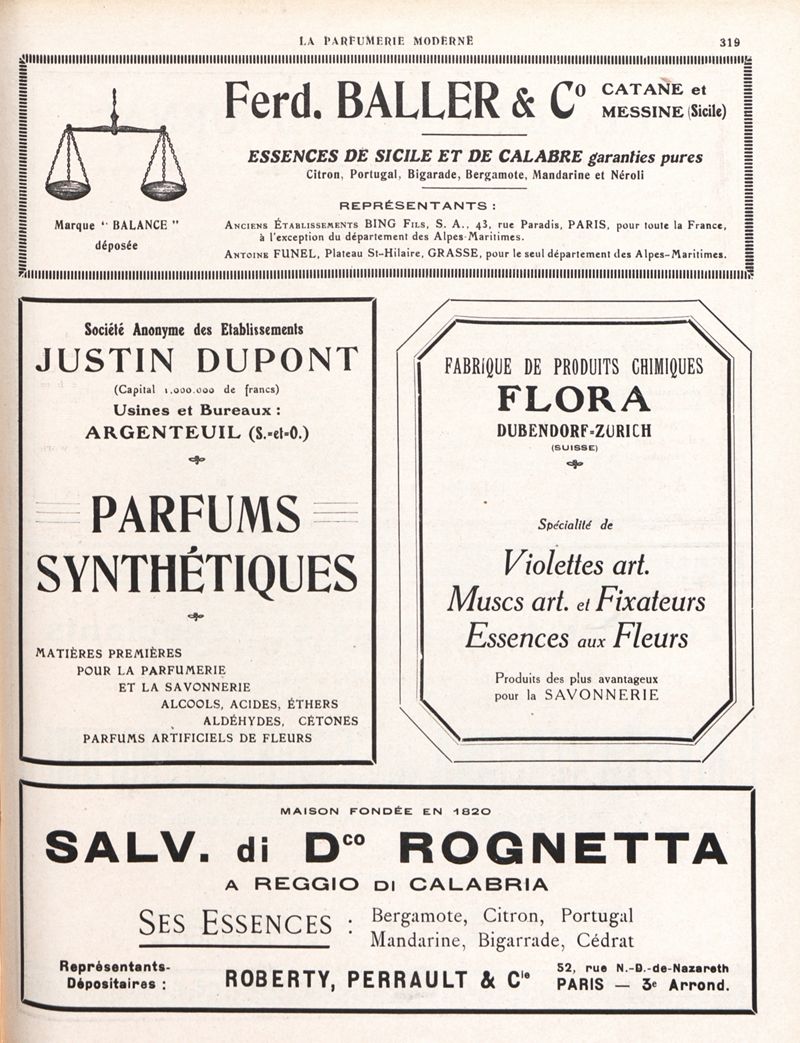 LA PARFUMERIE MODERNE
319
Ferd. BALLER & Cº
CATANE et
MESSINE (Sicile)
ESSENCES DE SICILE ET DE CALABRE garanties pures
Citron, Portugal, Bigarade, Bergamote, Mandarine et Néroli
Marque “ BALANCE ”
déposée
REPRÉSENTANTS :
ANCIENS ÉTABLISSEMENTS BING FILS, S. A., 43, rue Paradis, PARIS, pour toute la France,
à l'exception du département des Alpes-Maritimes.
ANTOINE FUNEL, Plateau St-Hilaire, GRASSE, pour le seul département des Alpes-Maritimes.
Société Anonyme des Etablissements
JUSTIN DUPONT
(Capital 1.000.000 de francs)
Usines et Bureaux :
ARGENTEUIL (S.-et-O.)
PARFUMS
SYNTHÉTIQUES
MATIÈRES PREMIÈRES
POUR LA PARFUMERIE
ET LA SAVONNERIE
ALCOOLS, ACIDES, ÉTHERS
ALDÉHYDES, CÉTONES
PARFUMS ARTIFICIELS DE FLEURS
FABRIQUE DE PRODUITS CHIMIQUES
FLORA
DUBENDORF-ZURICH
(SUISSE)
Spécialité de
Violettes art.
Muscs art. et Fixateurs
Essences aux Fleurs
Produits des plus avantageux
pour la SAVONNERIE
MAISON FONDÉE EN 1820
SALV. di Dco ROGNETTA
A REGGIO DI CALABRIA
SES ESSENCES :
Bergamote, Citron, Portugal
Mandarine, Bigarrade, Cédrat
Représentants-
Dépositaires :
ROBERTY, PERRAULT & Cie
52, rue N.-D.-de-Nazareth
PARIS — 3e Arrond.